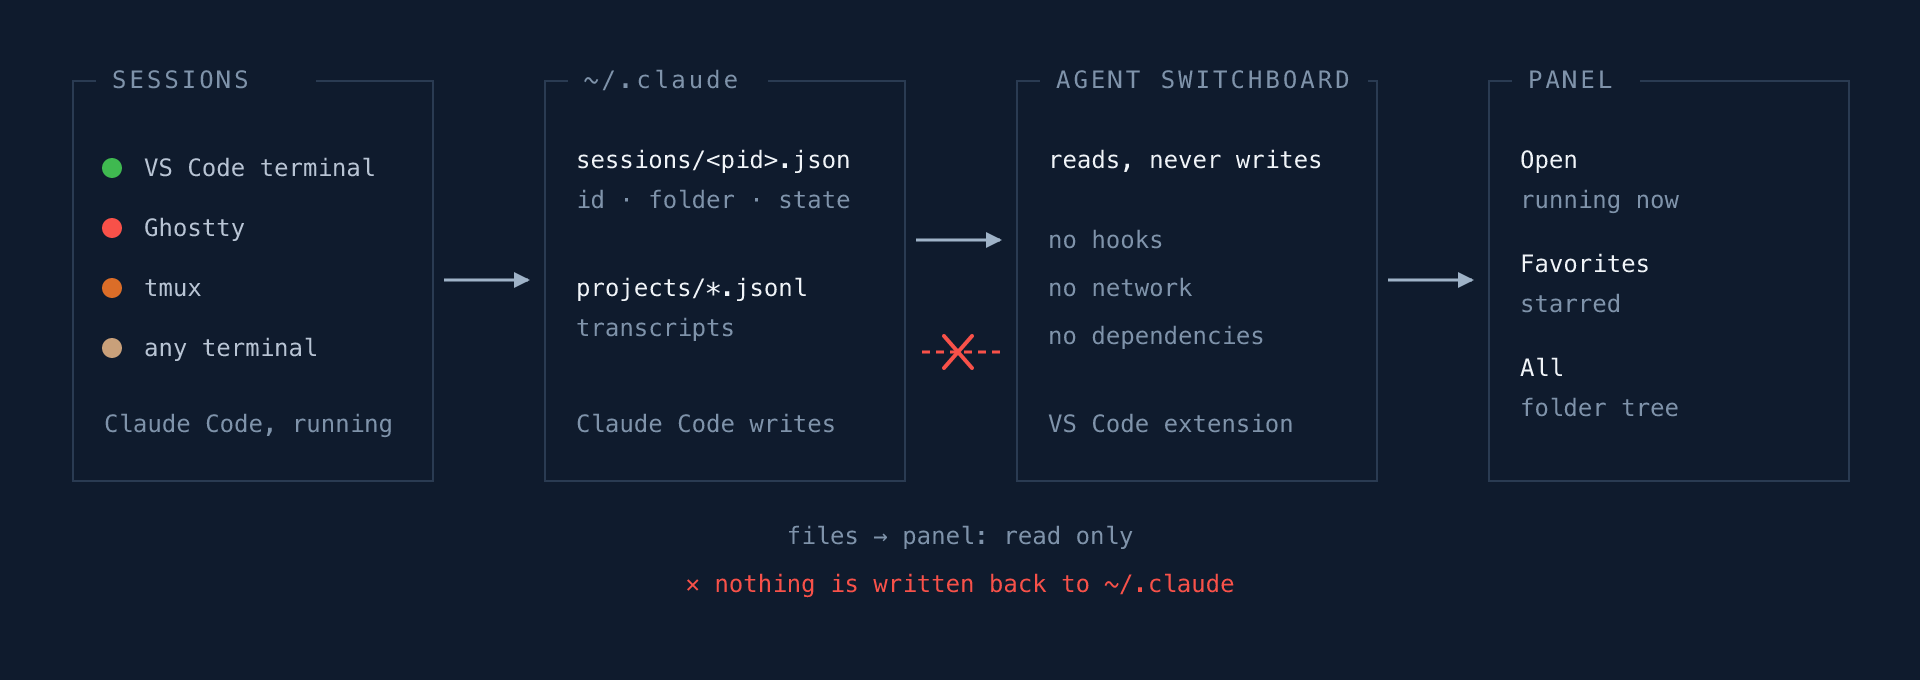 SESSIONS
VS Code terminal
Ghostty
tmux
any terminal
Claude Code, running
~/.claude
sessions/<pid>.json
id · folder · state
projects/*.jsonl
transcripts
Claude Code writes
AGENT SWITCHBOARD
reads, never writes
no hooks
no network
no dependencies
VS Code extension
PANEL
Open
running now
Favorites
starred
All
folder tree
files → panel: read only
× nothing is written back to ~/.claude